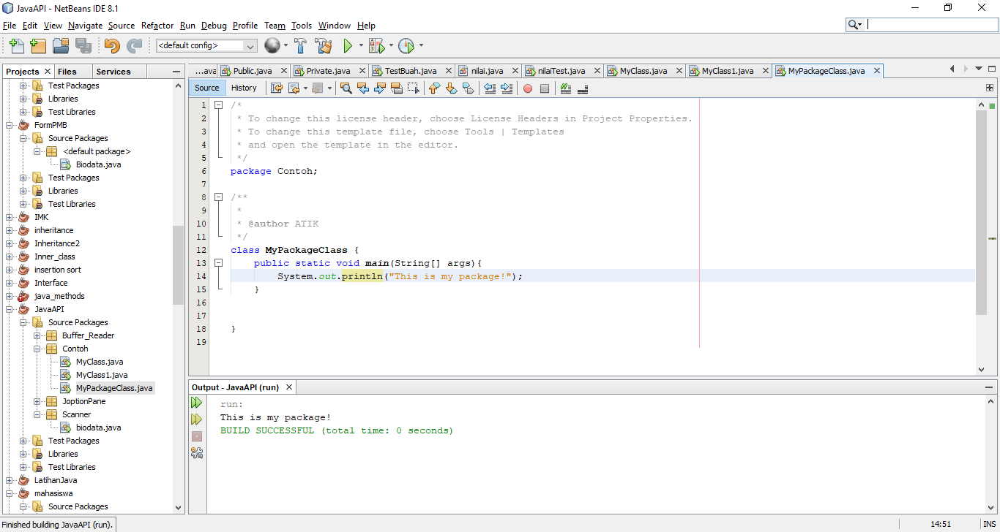 JavaAPI - NetBeans IDE 8.1
File Edit View Navigate Source Refactor Run Debug Profile Team Tools Window Help
<default config>
Projects Files Services
Test Packages
Libraries
Test Libraries
FormPMB
Source Packages
<default package>
Biodata.java
Test Packages
Libraries
Test Libraries
IMK
inheritance
Inheritance2
Inner_class
insertion sort
Interface
java_methods
JavaAPI
Source Packages
Buffer_Reader
Contoh
MyClass.java
MyClass1.java
MyPackageClass.java
JoptionPane
Scanner
biodata.java
Test Packages
Libraries
Test Libraries
LatihanJava
mahasiswa
Source Packages
...ava Public.java Private.java TestBuah.java nilai.java nilaiTest.java MyClass.java MyClass1.java MyPackageClass.java
Source History
1 /*
2 * To change this license header, choose License Headers in Project Properties.
3 * To change this template file, choose Tools | Templates
4 * and open the template in the editor.
5 */
6 package Contoh;
7
8 /**
9 *
10 * @author ATIK
11 */
12 class MyPackageClass {
13 public static void main(String[] args){
14 System.out.println("This is my package!");
15 }
16
17
18 }
19
Output - JavaAPI (run)
run:
This is my package!
BUILD SUCCESSFUL (total time: 0 seconds)
Finished building JavaAPI (run). 14:51 INS